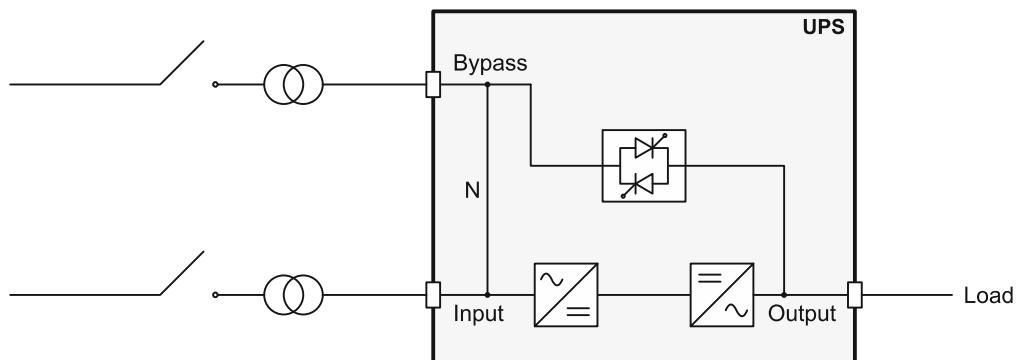 UPS
Bypass
N
Input
Output
Load